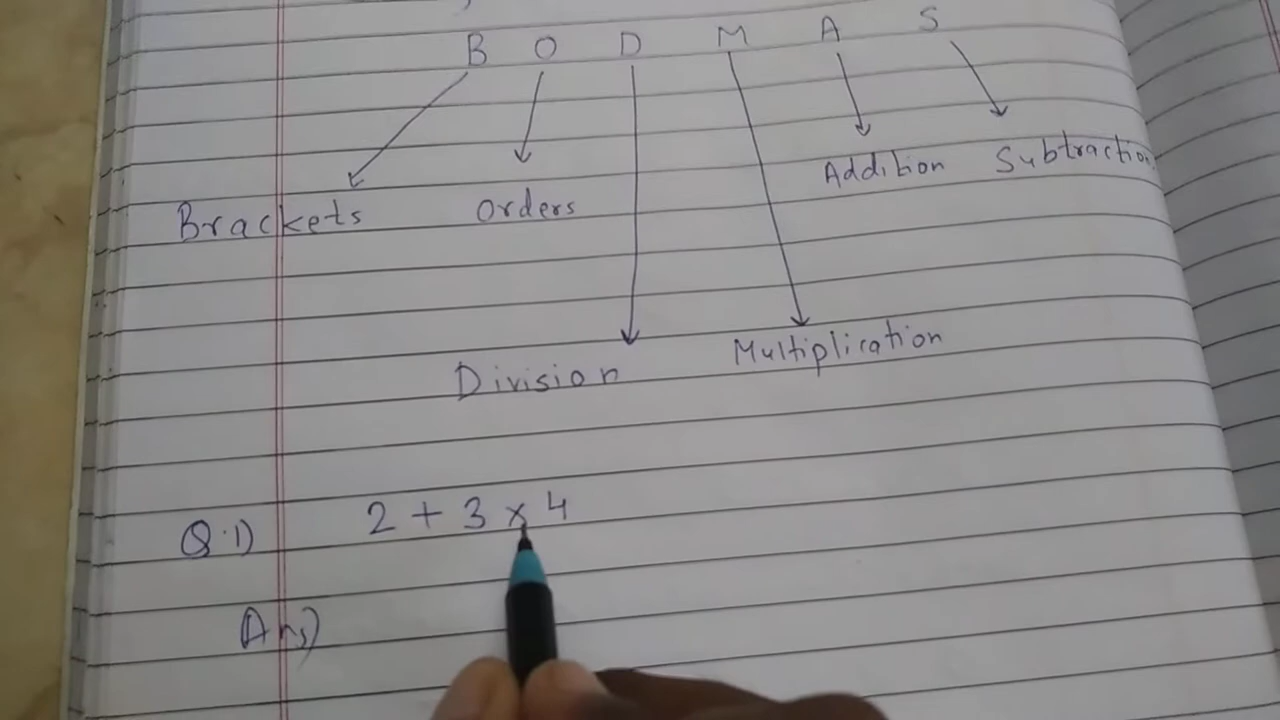 B O D M A S
Addition Subtraction
Brackets Orders
Division Multiplication
Q.1) 2 + 3 x 4
Ans)